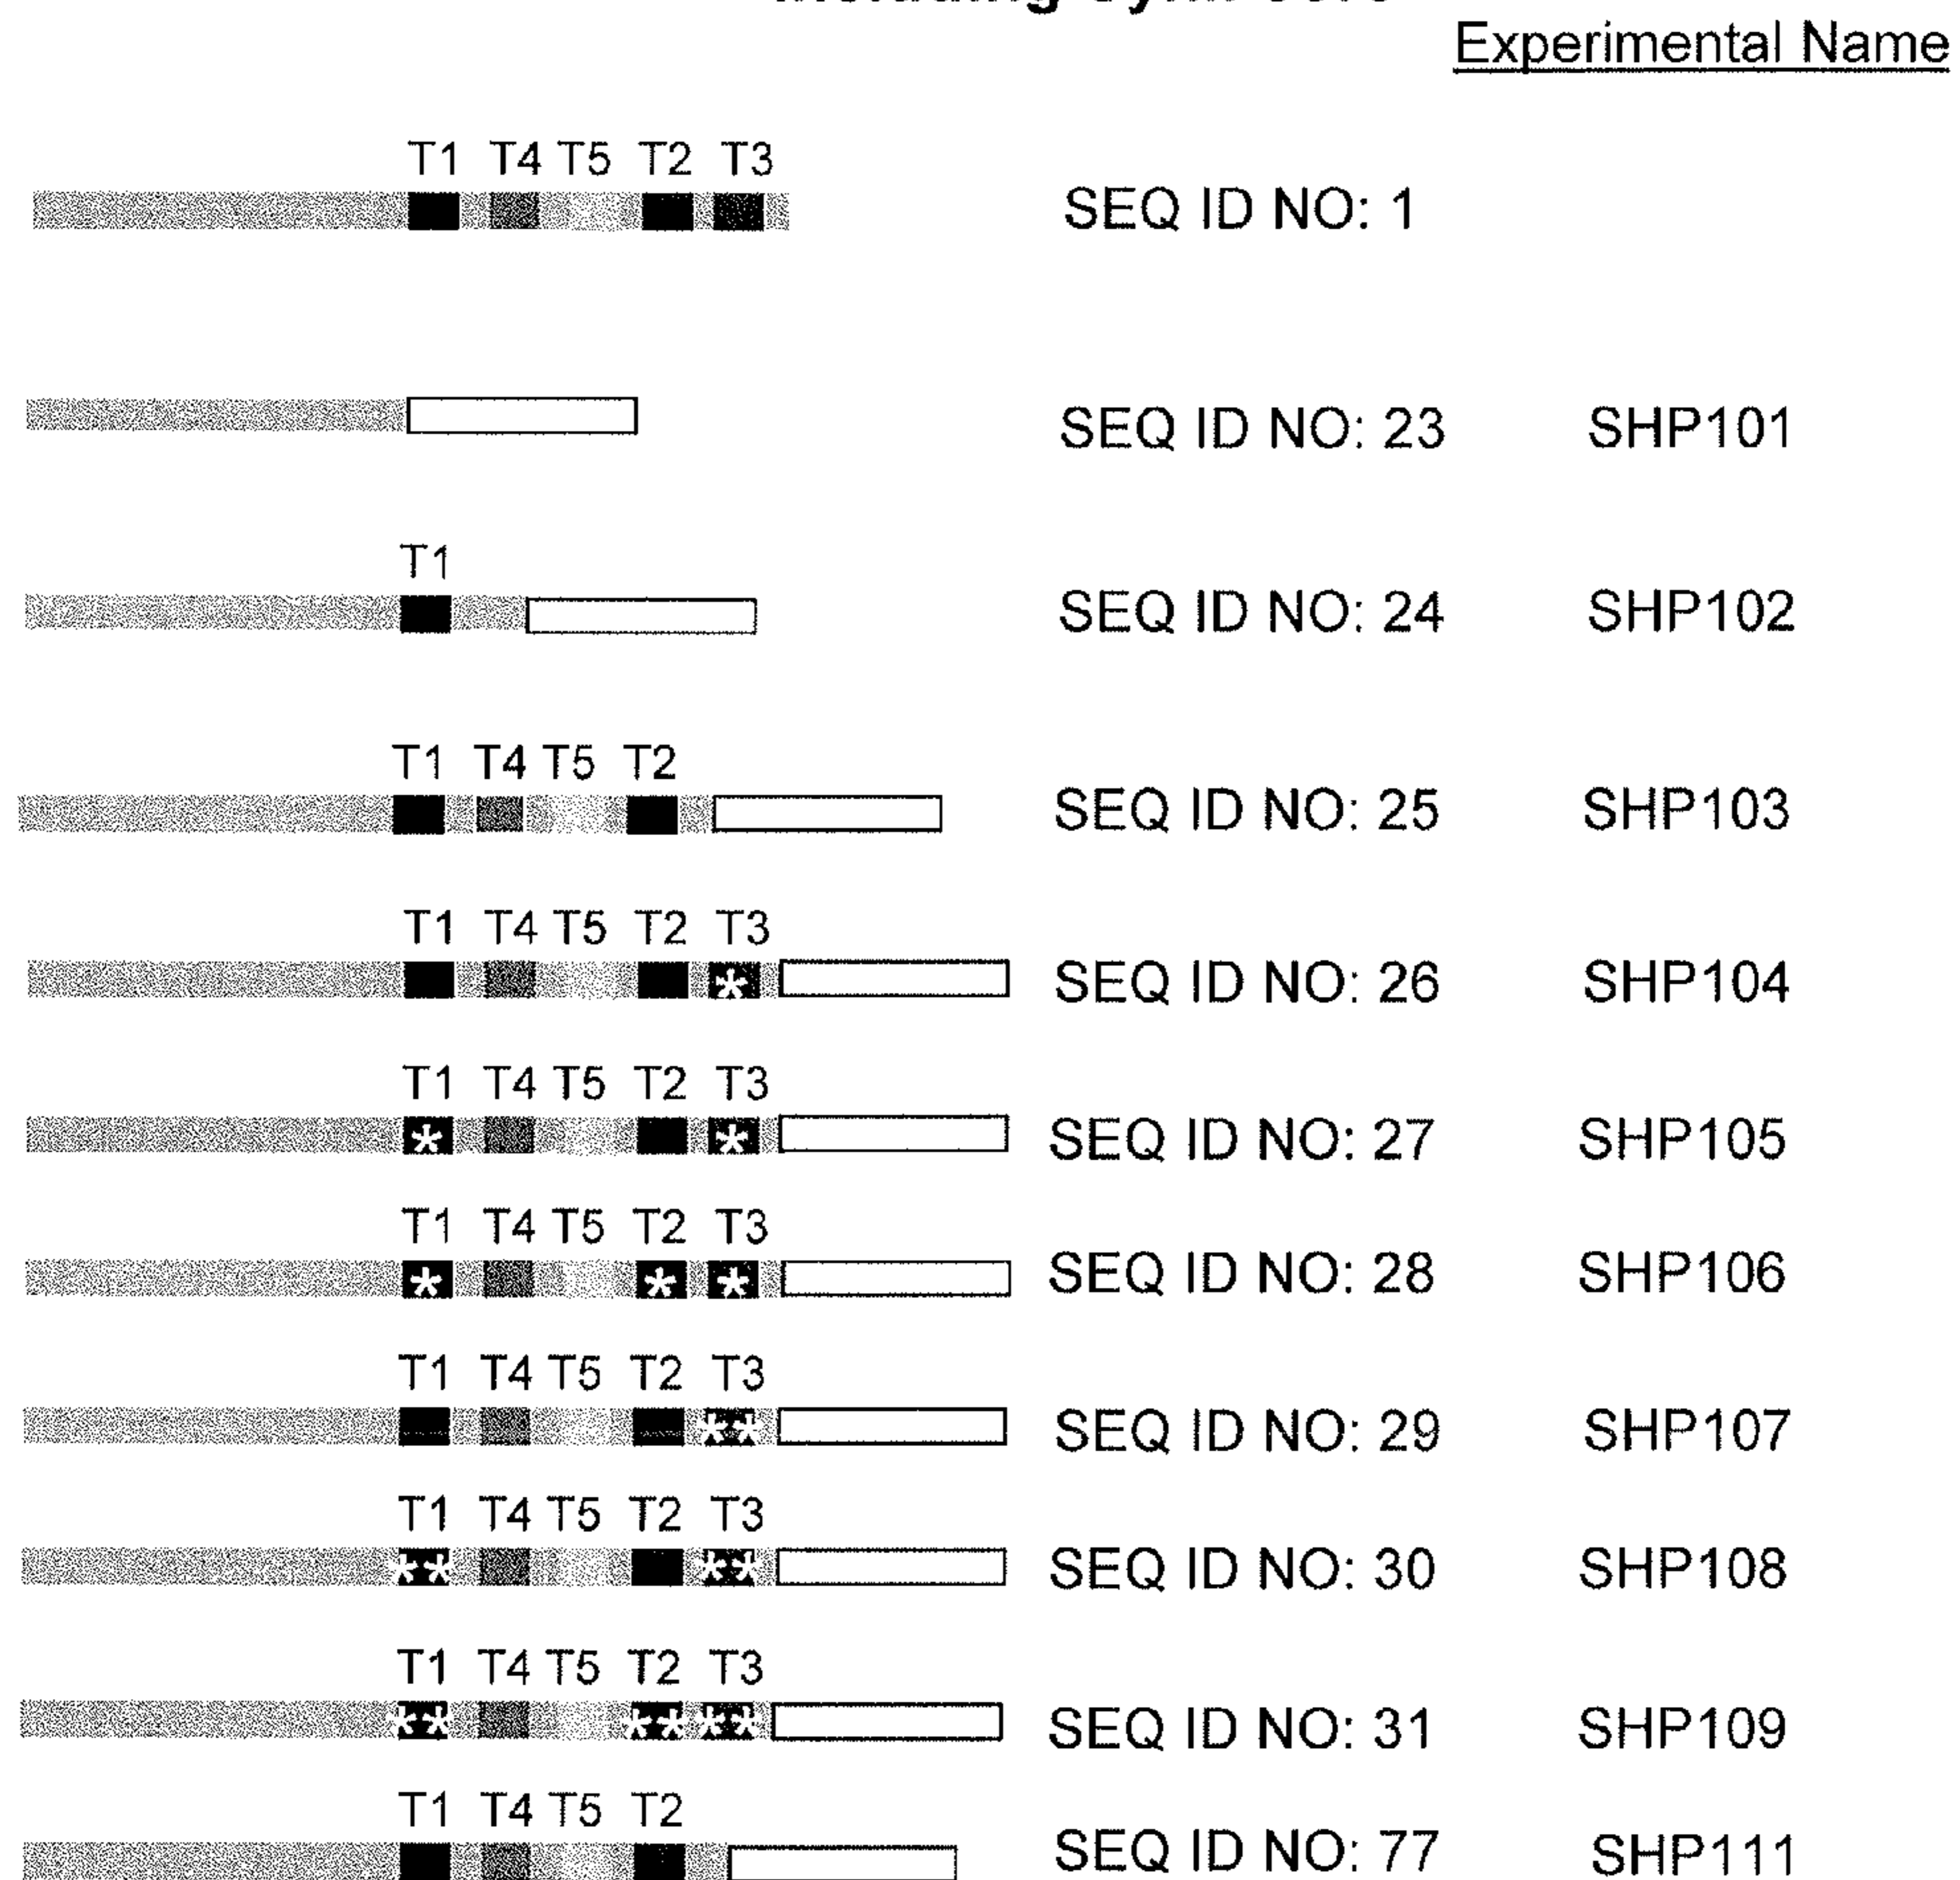 Experimental Name
T1 T4 T5 T2 T3
SEQ ID NO: 1
SEQ ID NO: 23 SHP101
T1
SEQ ID NO: 24 SHP102
T1 T4 T5 T2
SEQ ID NO: 25 SHP103
T1 T4 T5 T2 T3
* SEQ ID NO: 26 SHP104
T1 T4 T5 T2 T3
* * SEQ ID NO: 27 SHP105
T1 T4 T5 T2 T3
* * * SEQ ID NO: 28 SHP106
T1 T4 T5 T2 T3
** SEQ ID NO: 29 SHP107
T1 T4 T5 T2 T3
** ** SEQ ID NO: 30 SHP108
T1 T4 T5 T2 T3
** ** ** SEQ ID NO: 31 SHP109
T1 T4 T5 T2
SEQ ID NO: 77 SHP111